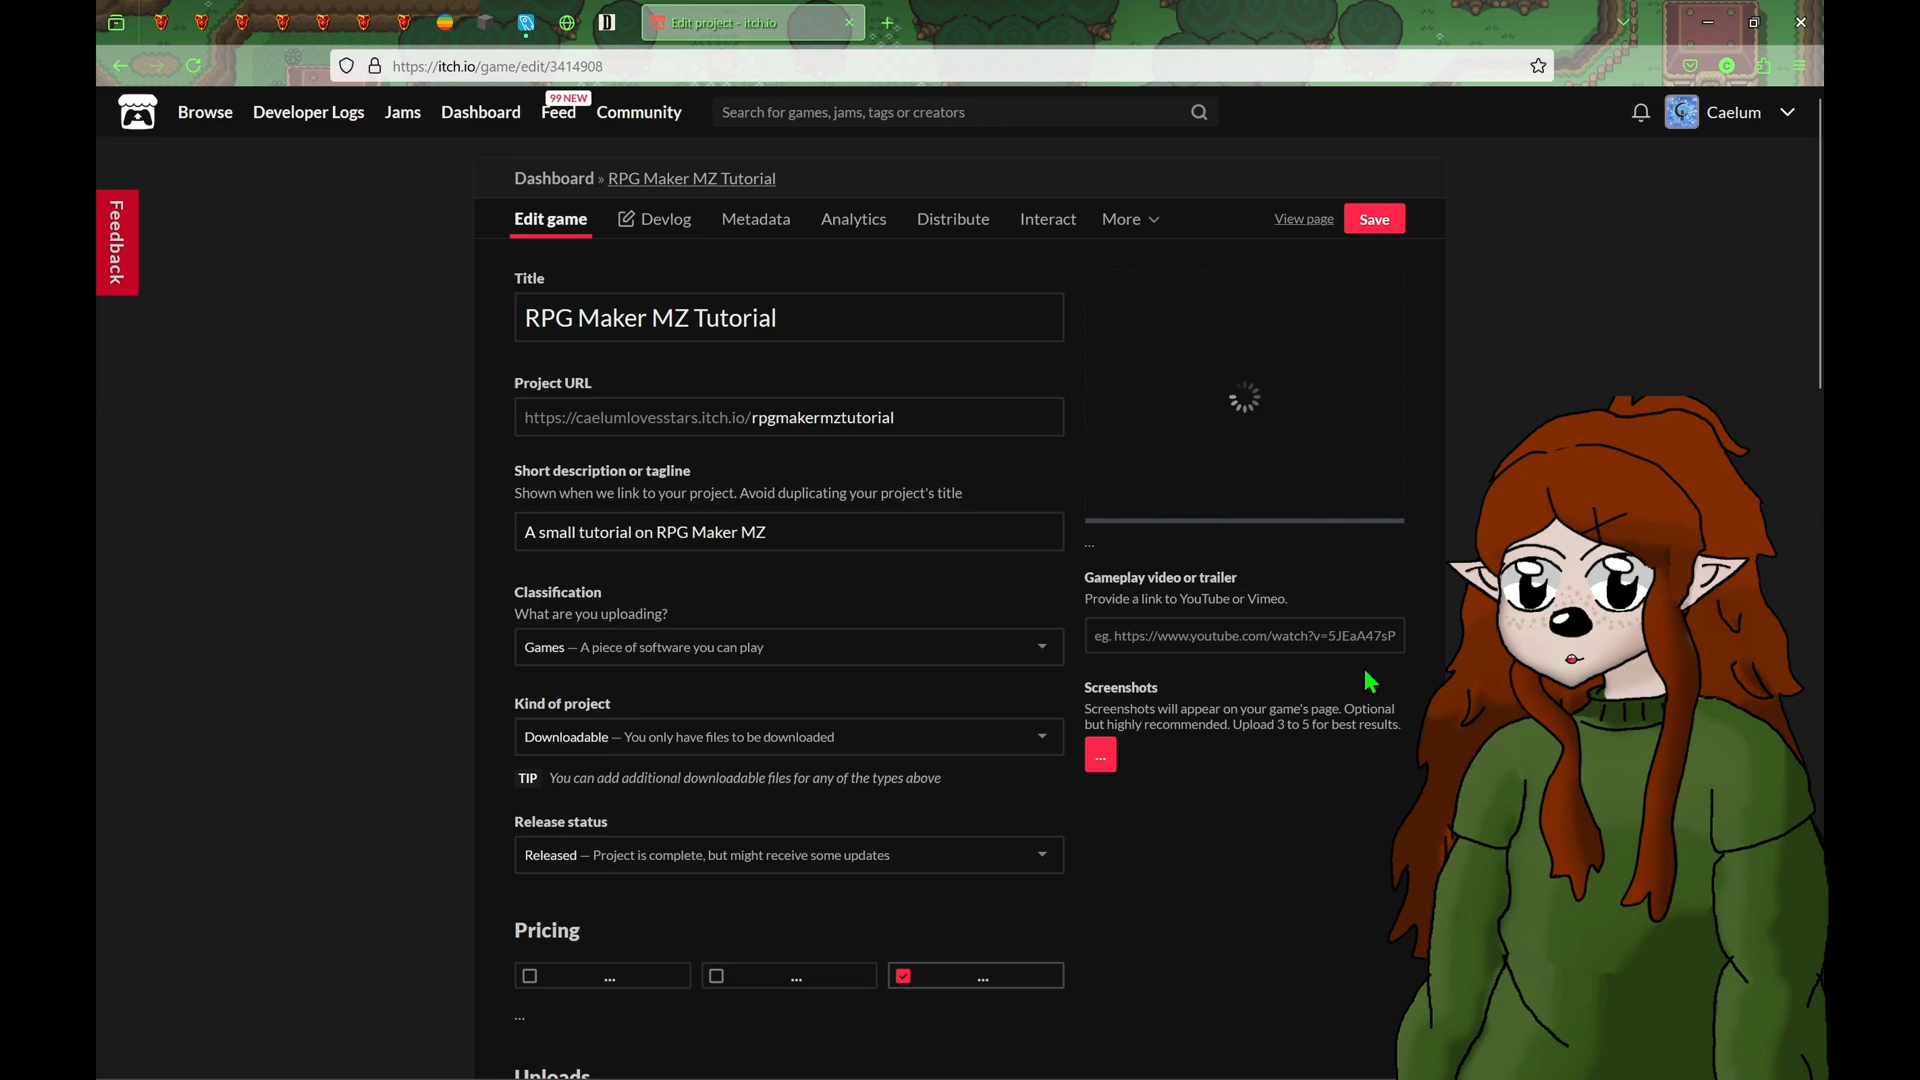 Edit project - itch.io
https://itch.io/game/edit/3414908
Browse
Developer Logs
Jams
Dashboard
99 NEW
Feed
Community
Search for games, jams, tags or creators
Caelum
Feedback
Dashboard » RPG Maker MZ Tutorial
Edit game
Devlog
Metadata
Analytics
Distribute
Interact
More
View page
Save
Title
RPG Maker MZ Tutorial
Project URL
https://caelumlovesstars.itch.io/rpgmakermztutorial
Short description or tagline
Shown when we link to your project. Avoid duplicating your project's title
A small tutorial on RPG Maker MZ
Classification
What are you uploading?
Games — A piece of software you can play
Kind of project
Downloadable — You only have files to be downloaded
TIP You can add additional downloadable files for any of the types above
Release status
Released — Project is complete, but might receive some updates
Pricing
...
...
...
...
Uploads
...
Gameplay video or trailer
Provide a link to YouTube or Vimeo.
eg. https://www.youtube.com/watch?v=5JEaA47sP
Screenshots
Screenshots will appear on your game's page. Optional
but highly recommended. Upload 3 to 5 for best results.
...